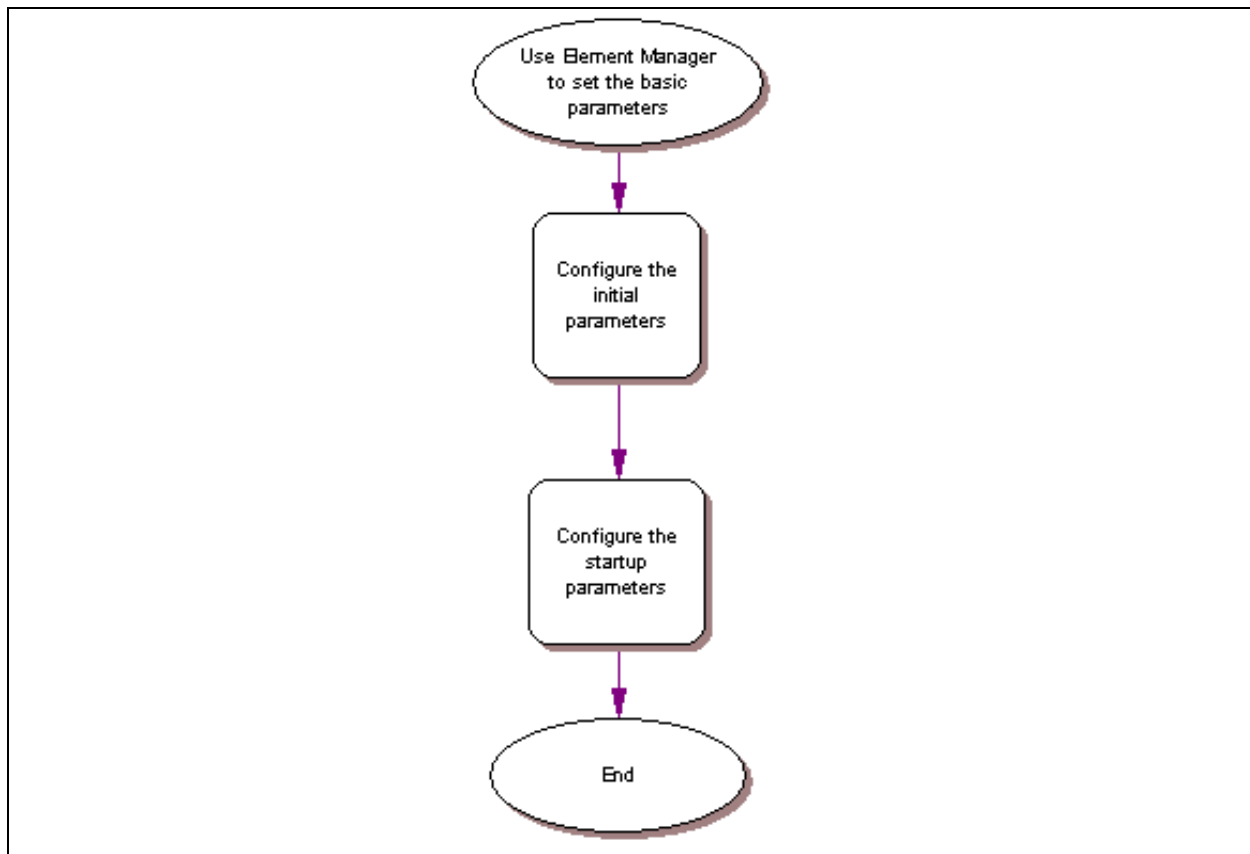 Use Element Manager
to set the basic
parameters
Configure the
initial
parameters
Configure the
startup
parameters
End